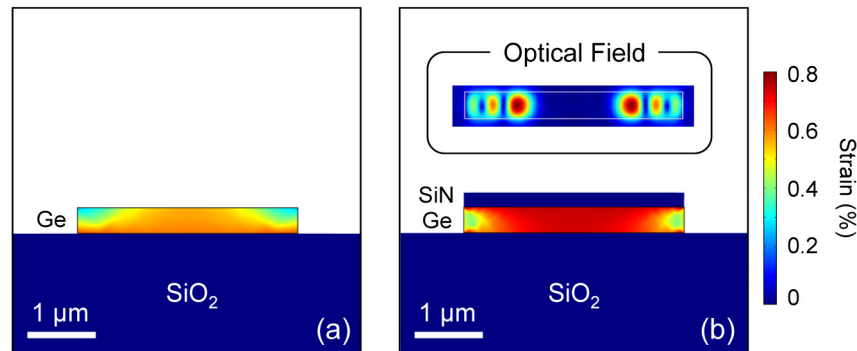 Ge
SiO₂
1 μm
(a)
Optical Field
SiN
Ge
SiO₂
1 μm
(b)
0.8
0.6
0.4
0.2
0
Strain (%)